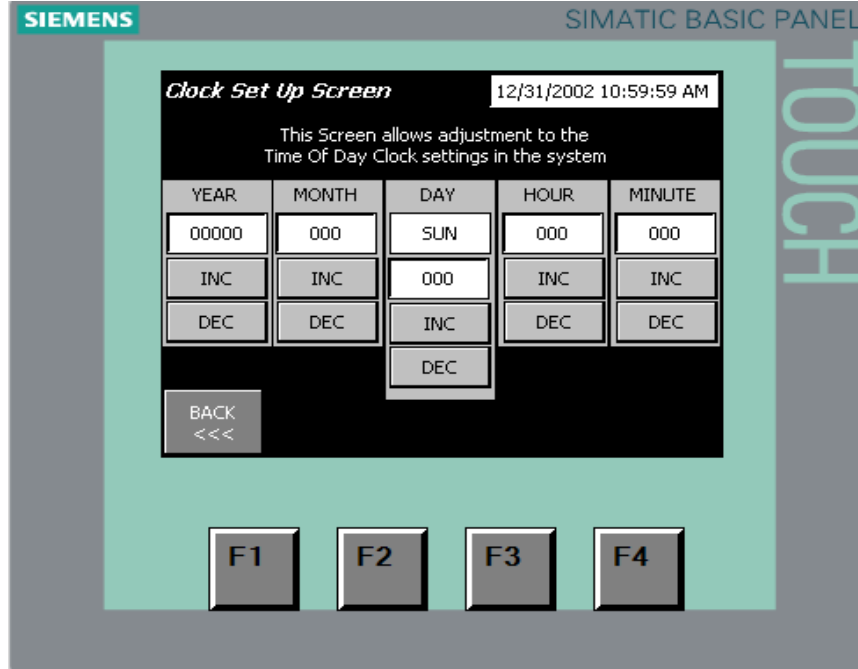 SIEMENS
SIMATIC BASIC PANEL
TOUCH
Clock Set Up Screen
12/31/2002 10:59:59 AM
This Screen allows adjustment to the
Time Of Day Clock settings in the system
YEAR MONTH DAY HOUR MINUTE
00000 000 SUN 000 000
INC INC 000 INC INC
DEC DEC INC DEC DEC
DEC
BACK
<<<
F1 F2 F3 F4